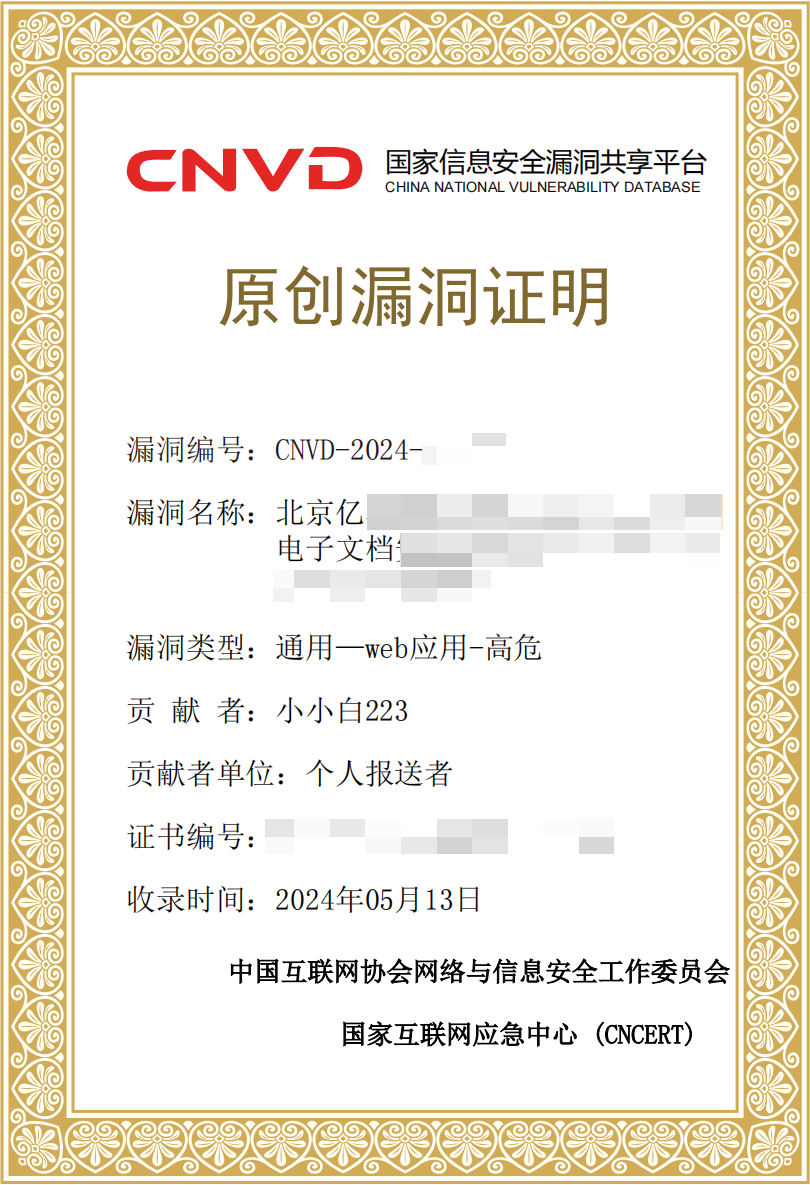 CNVD 国家信息安全漏洞共享平台
CHINA NATIONAL VULNERABILITY DATABASE
原创漏洞证明
漏洞编号：CNVD-2024-
漏洞名称：北京亿
电子文档
漏洞类型：通用—web应用-高危
贡 献 者：小小白223
贡献者单位：个人报送者
证书编号：
收录时间：2024年05月13日
中国互联网协会网络与信息安全工作委员会
国家互联网应急中心 (CNCERT)